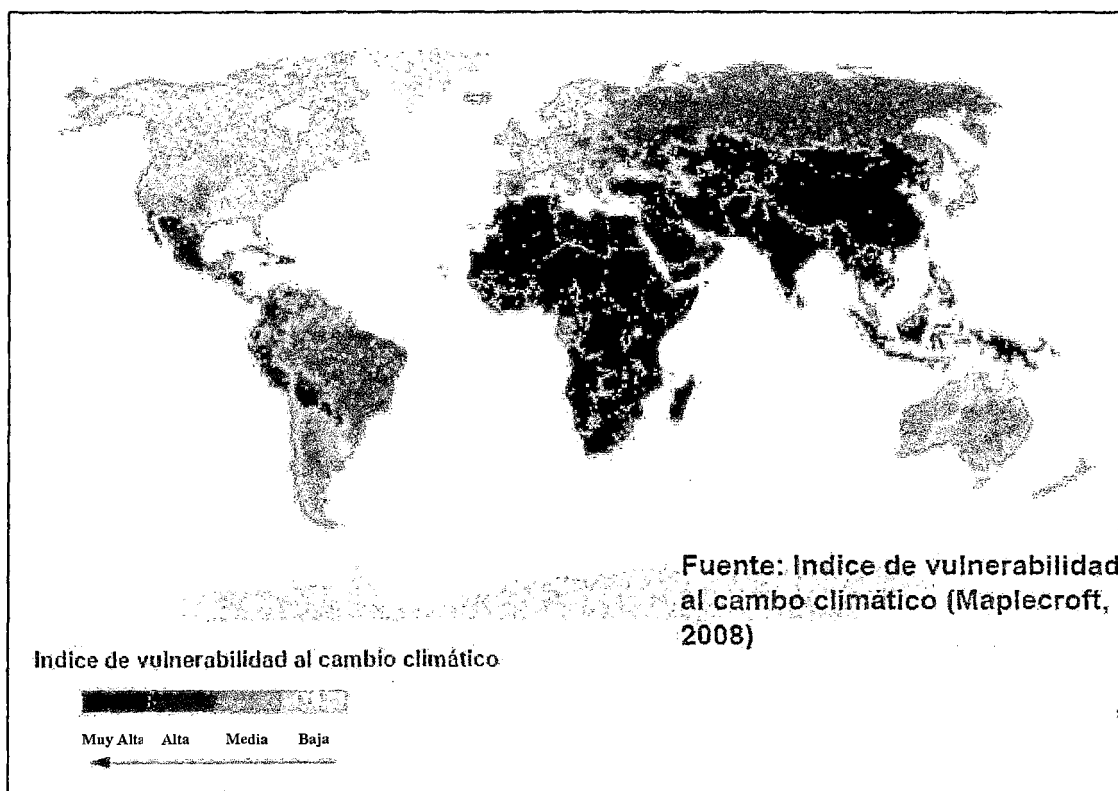 Fuente: Indice de vulnerabilidad
al cambo climático (Maplecroft,
2008)
Indice de vulnerabilidad al cambio climático
Muy Alta Alta Media Baja